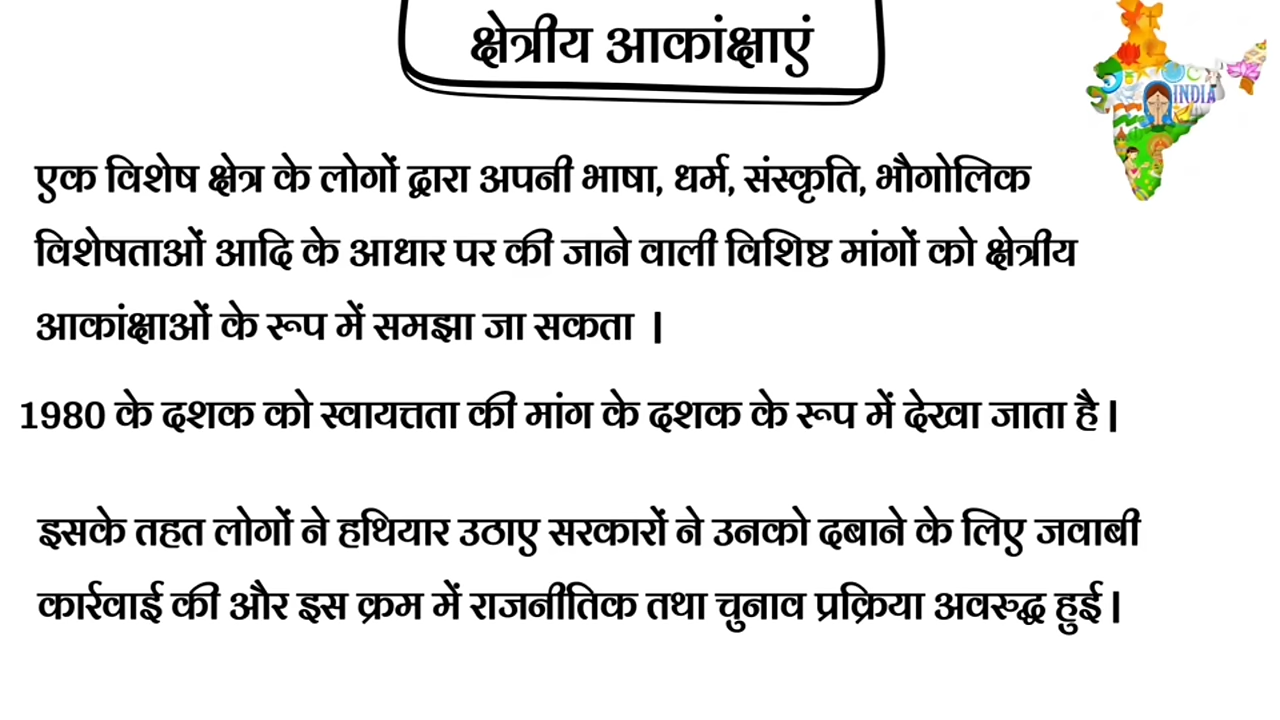 क्षेत्रीय आकांक्षाएं
INDIA
एक विशेष क्षेत्र के लोगों द्वारा अपनी भाषा, धर्म, संस्कृति, भौगोलिक
विशेषताओं आदि के आधार पर की जाने वाली विशिष्ट मांगों को क्षेत्रीय
आकांक्षाओं के रूप में समझा जा सकता ।
1980 के दशक को स्वायत्तता की मांग के दशक के रूप में देखा जाता है।
इसके तहत लोगों ने हथियार उठाए सरकारों ने उनको दबाने के लिए जवाबी
कार्रवाई की और इस क्रम में राजनीतिक तथा चुनाव प्रक्रिया अवरुद्ध हुई।